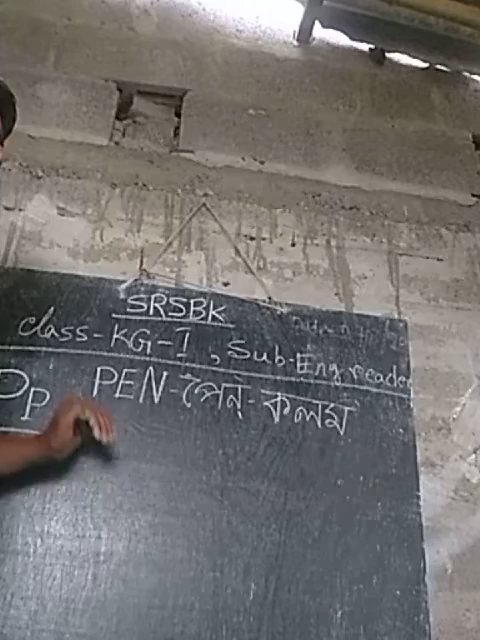 SRSBK
class-KG-I, Sub-Eng reader
Pp PEN-পেন্-কলম